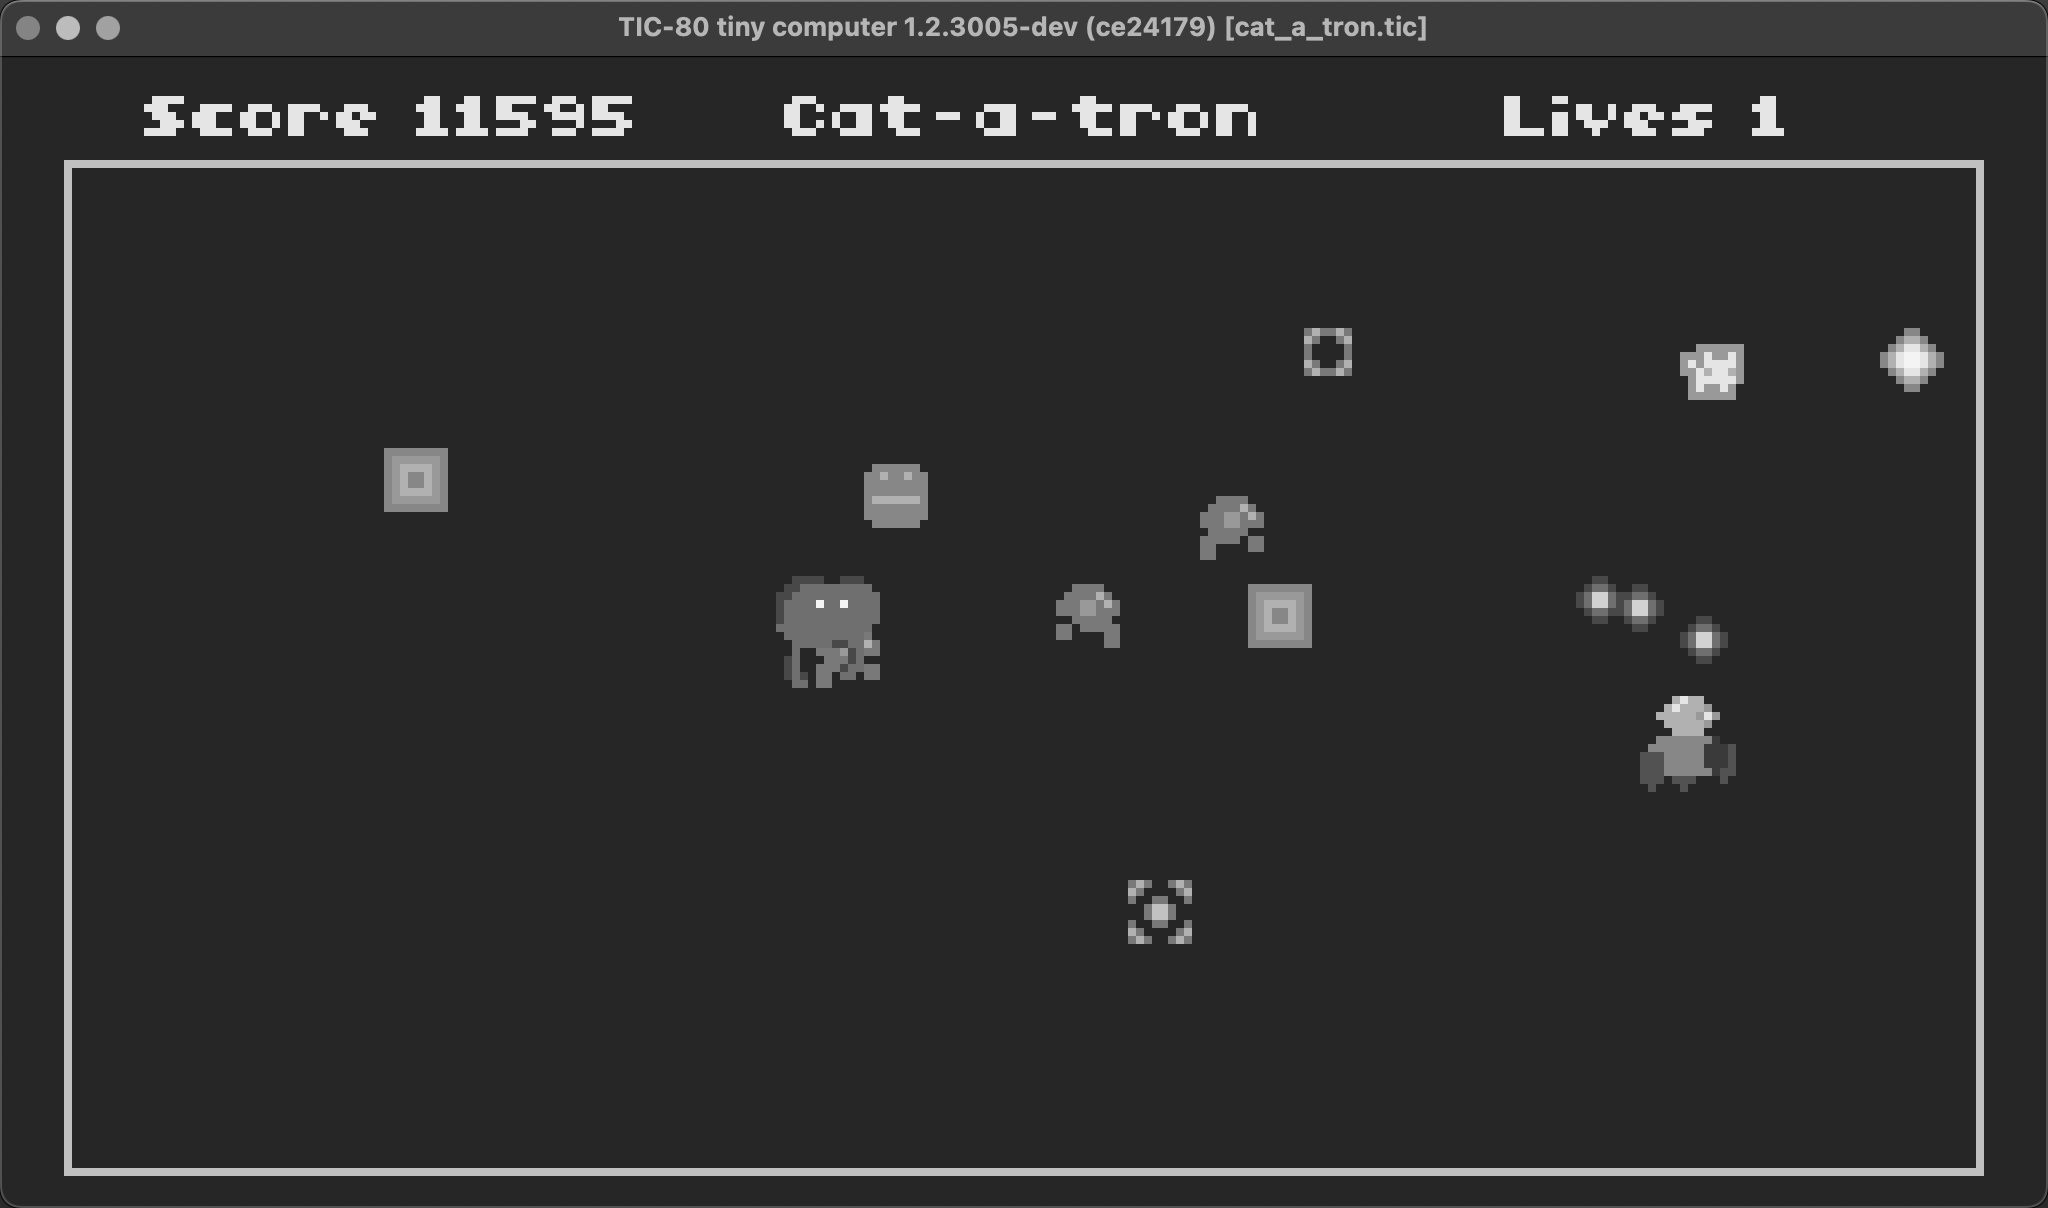 TIC-80 tiny computer 1.2.3005-dev (ce24179) [cat_a_tron.tic]
Score 11595 Cat-a-tron Lives 1